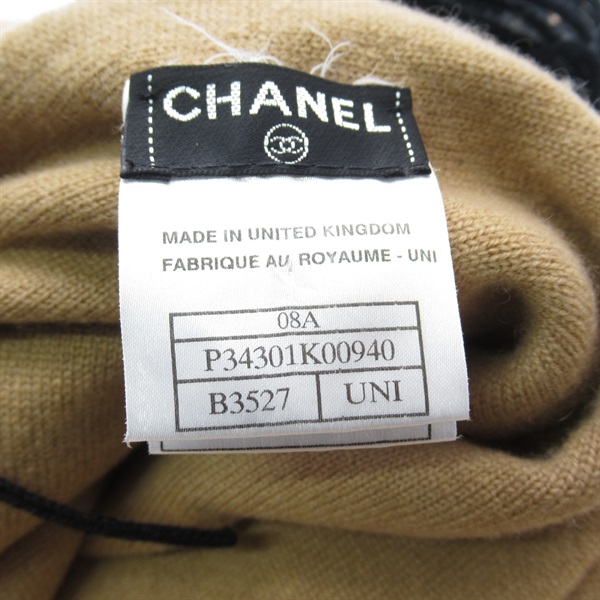 CHANEL
MADE IN UNITED KINGDOM
FABRIQUE AU ROYAUME - UNI
08A
P34301K00940
B3527 UNI